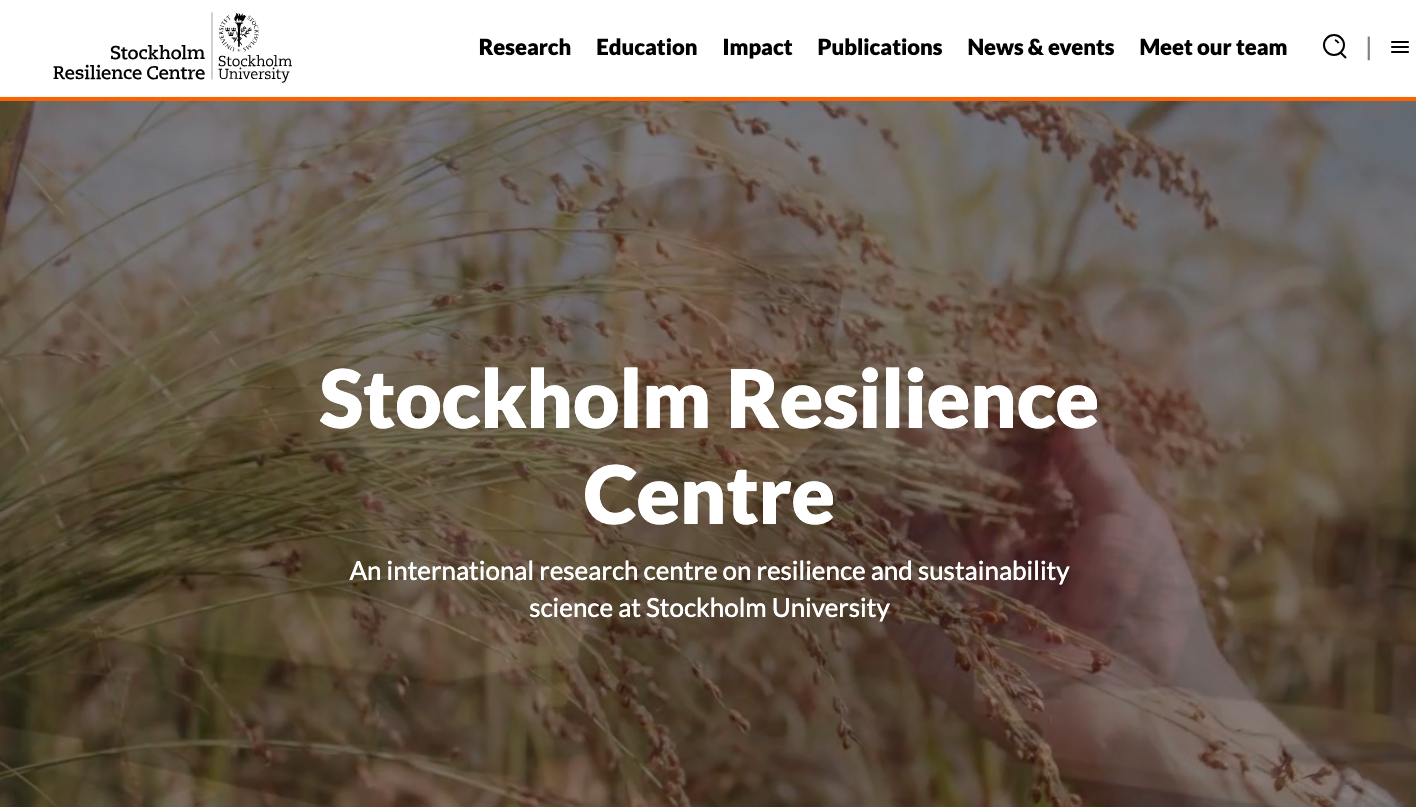 Stockholm
Resilience Centre
Stockholm
University
Research Education Impact Publications News & events Meet our team
Stockholm Resilience
Centre
An international research centre on resilience and sustainability
science at Stockholm University